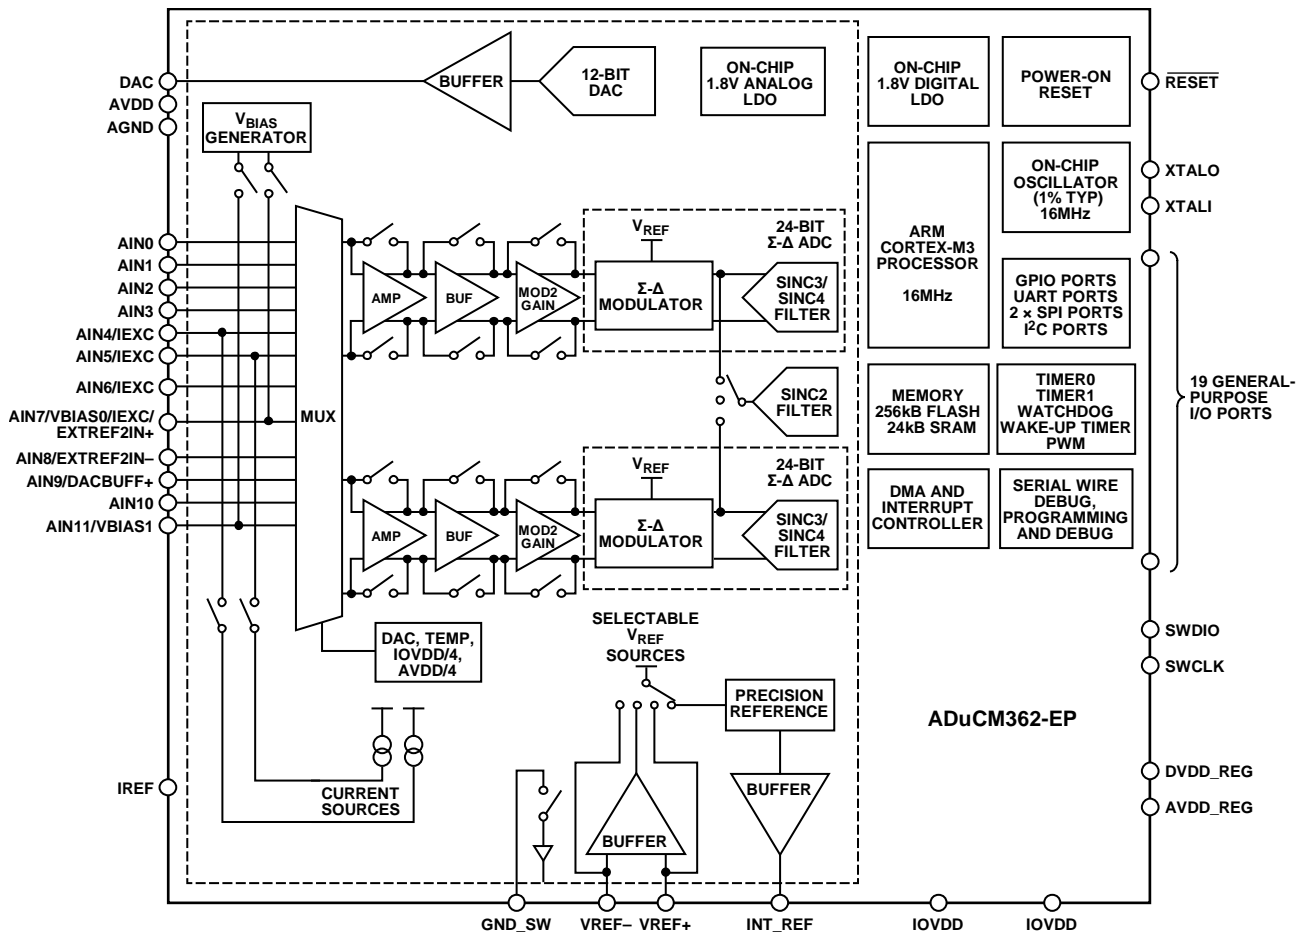 DAC
AVDD
AGND
VBIAS
GENERATOR
BUFFER
12-BIT
DAC
ON-CHIP
1.8V ANALOG
LDO
ON-CHIP
1.8V DIGITAL
LDO
POWER-ON
RESET
RESET
ARM
CORTEX-M3
PROCESSOR
16MHz
ON-CHIP
OSCILLATOR
(1% TYP)
16MHz
XTALO
XTALI
AIN0
AIN1
AIN2
AIN3
AIN4/IEXC
AIN5/IEXC
AIN6/IEXC
AIN7/VBIAS0/IEXC/
EXTREF2IN+
AIN8/EXTREF2IN–
AIN9/DACBUFF+
AIN10
AIN11/VBIAS1
MUX
AMP
BUF
MOD2
GAIN
VREF
Σ-Δ
MODULATOR
24-BIT
Σ-Δ ADC
SINC3/
SINC4
FILTER
GPIO PORTS
UART PORTS
2 × SPI PORTS
I2C PORTS
SINC2
FILTER
MEMORY
256kB FLASH
24kB SRAM
TIMER0
TIMER1
WATCHDOG
WAKE-UP TIMER
PWM
19 GENERAL-
PURPOSE
I/O PORTS
AMP
BUF
MOD2
GAIN
VREF
Σ-Δ
MODULATOR
24-BIT
Σ-Δ ADC
SINC3/
SINC4
FILTER
DMA AND
INTERRUPT
CONTROLLER
SERIAL WIRE
DEBUG,
PROGRAMMING
AND DEBUG
DAC, TEMP,
IOVDD/4,
AVDD/4
SELECTABLE
VREF
SOURCES
PRECISION
REFERENCE
SWDIO
SWCLK
ADuCM362-EP
IREF
CURRENT
SOURCES
BUFFER
BUFFER
DVDD_REG
AVDD_REG
GND_SW
VREF–
VREF+
INT_REF
IOVDD
IOVDD